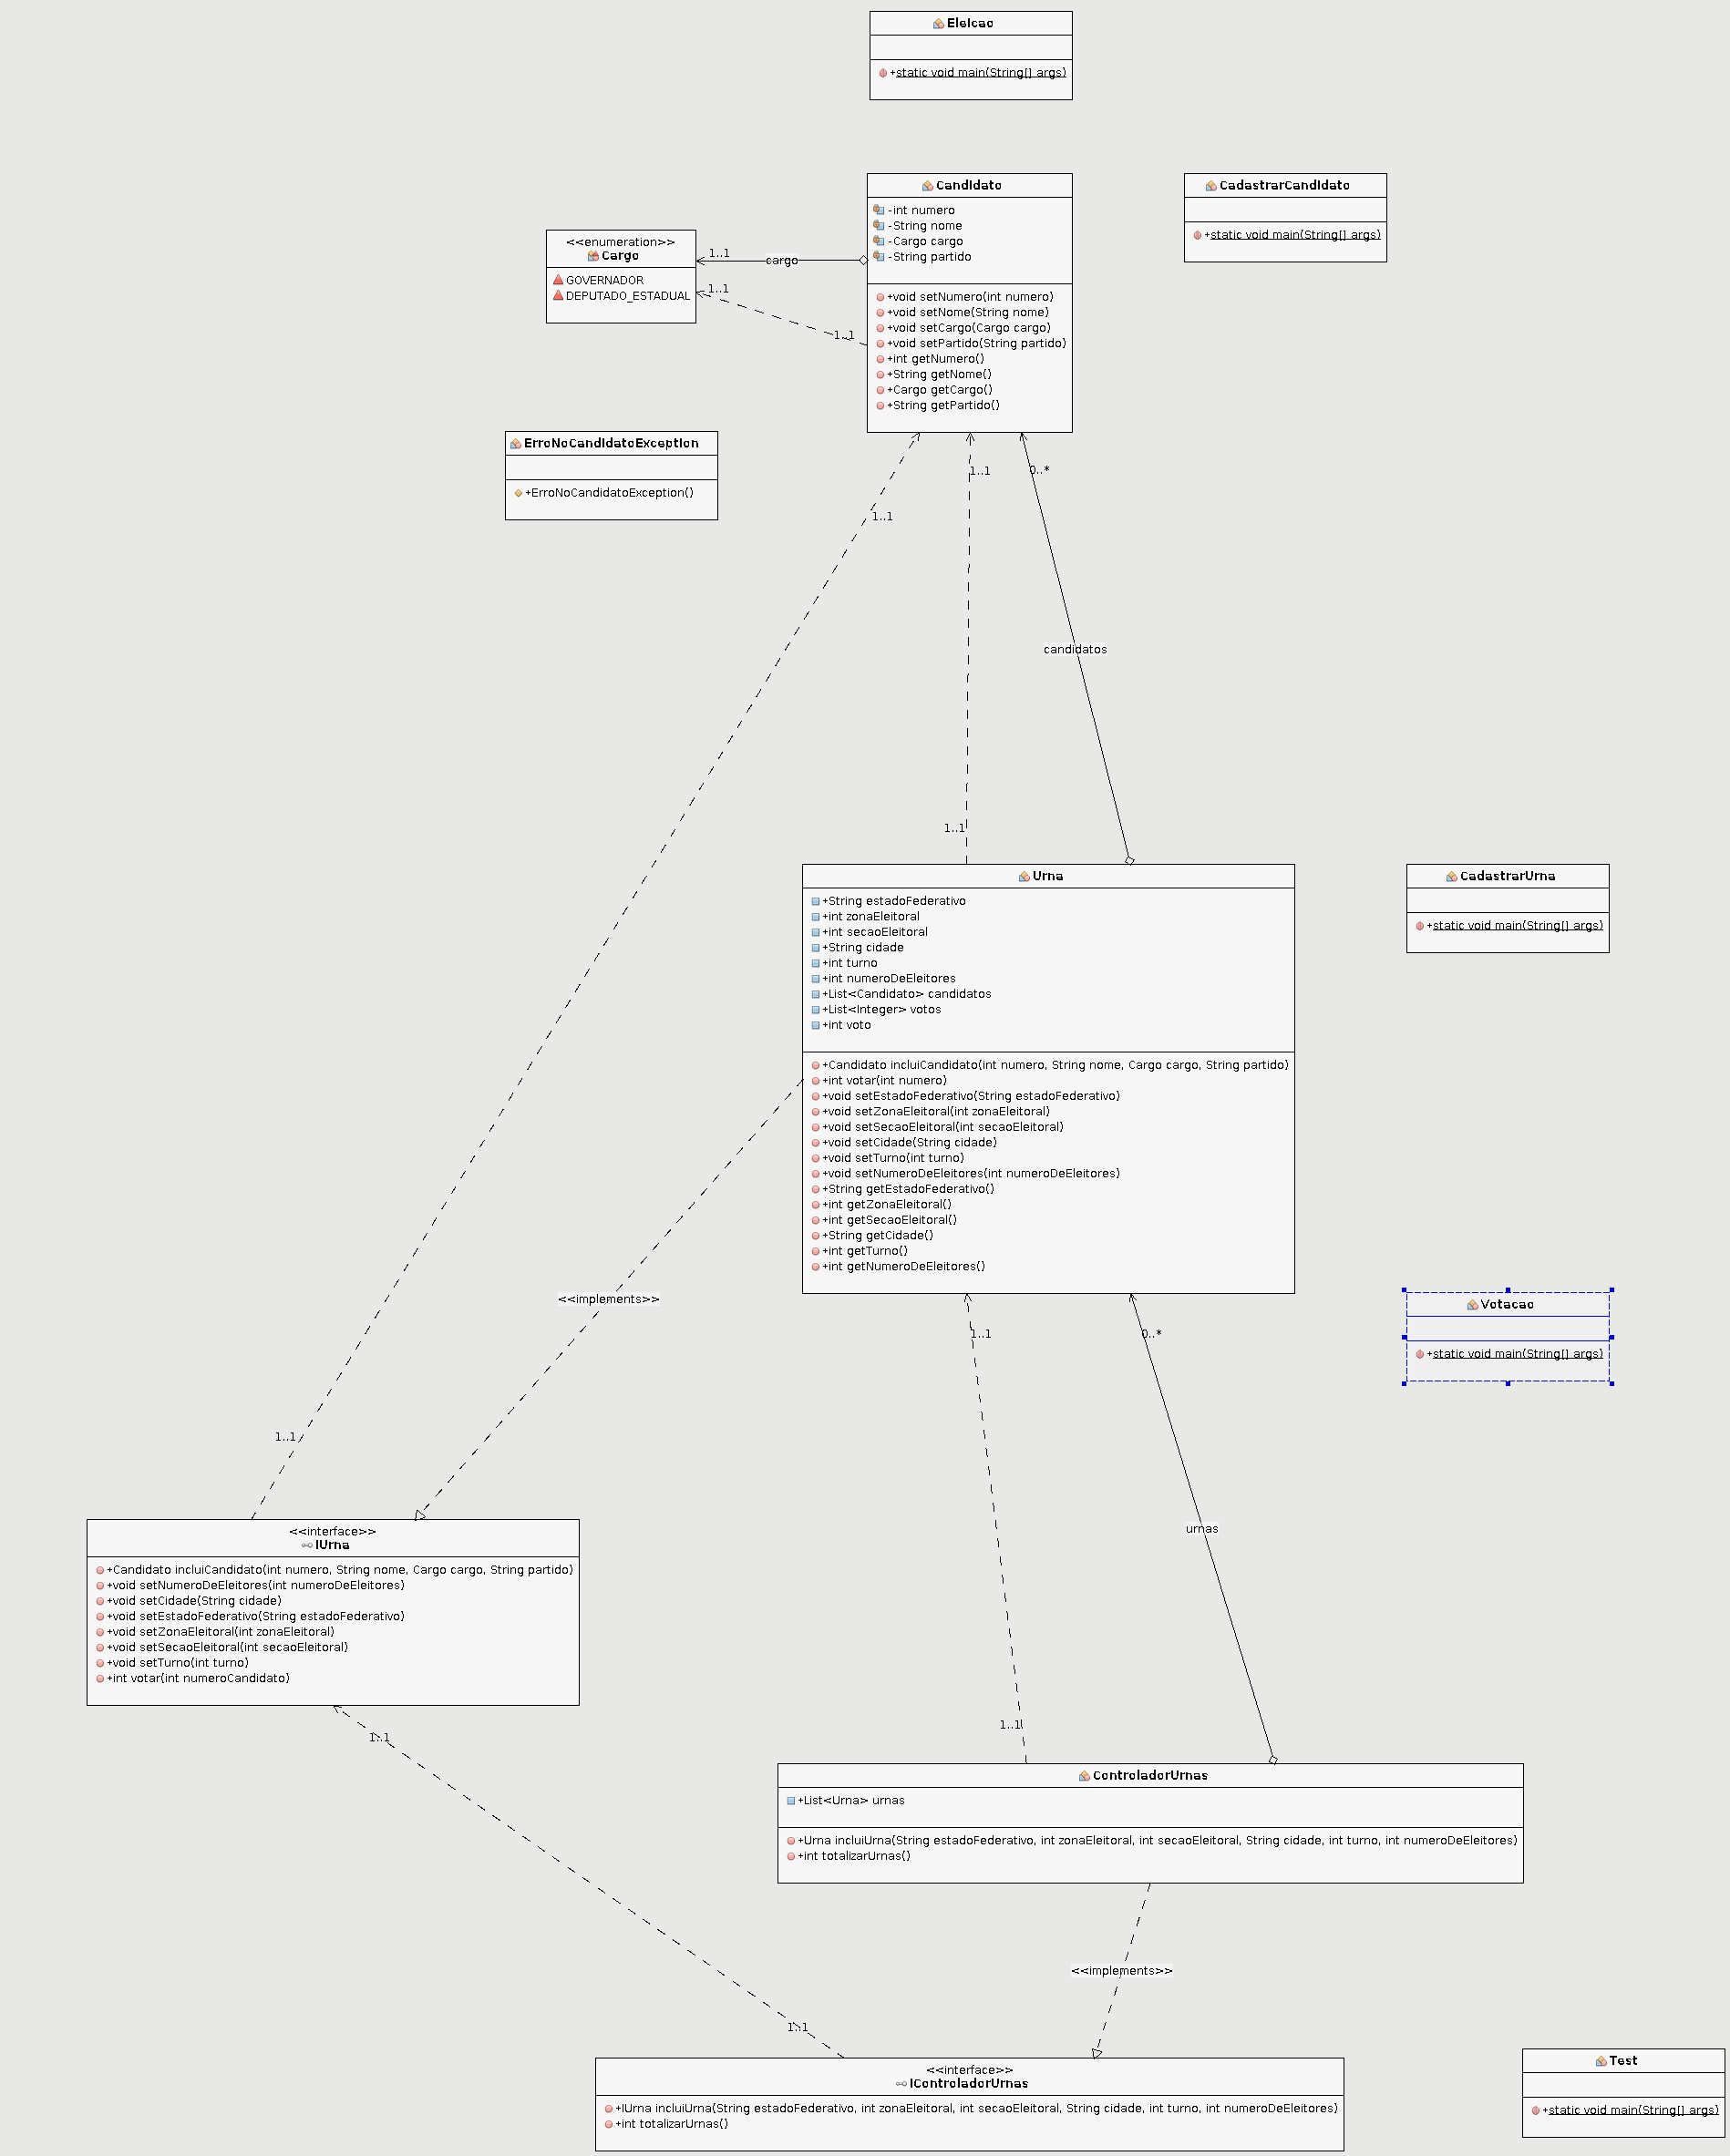 Eleicao
+static void main(String[] args)
Candidato
-int numero
-String nome
-Cargo cargo
-String partido
+void setNumero(int numero)
+void setNome(String nome)
+void setCargo(Cargo cargo)
+void setPartido(String partido)
+int getNumero()
+String getNome()
+Cargo getCargo()
+String getPartido()
CadastrarCandidato
+static void main(String[] args)
<<enumeration>>
Cargo
GOVERNADOR
DEPUTADO_ESTADUAL
1..1
cargo
1..1
1..1
ErroNoCandidatoException
+ErroNoCandidatoException()
1..1
0..*
1..1
candidatos
1..1
Urna
+String estadoFederativo
+int zonaEleitoral
+int secaoEleitoral
+String cidade
+int turno
+int numeroDeEleitores
+List<Candidato> candidatos
+List<Integer> votos
+int voto
+Candidato incluiCandidato(int numero, String nome, Cargo cargo, String partido)
+int votar(int numero)
+void setEstadoFederativo(String estadoFederativo)
+void setZonaEleitoral(int zonaEleitoral)
+void setSecaoEleitoral(int secaoEleitoral)
+void setCidade(String cidade)
+void setTurno(int turno)
+void setNumeroDeEleitores(int numeroDeEleitores)
+String getEstadoFederativo()
+int getZonaEleitoral()
+int getSecaoEleitoral()
+String getCidade()
+int getTurno()
+int getNumeroDeEleitores()
CadastrarUrna
+static void main(String[] args)
<<implements>>
Votacao
+static void main(String[] args)
1..1
0..*
1..1
urnas
<<interface>>
IUrna
+Candidato incluiCandidato(int numero, String nome, Cargo cargo, String partido)
+void setNumeroDeEleitores(int numeroDeEleitores)
+void setCidade(String cidade)
+void setEstadoFederativo(String estadoFederativo)
+void setZonaEleitoral(int zonaEleitoral)
+void setSecaoEleitoral(int secaoEleitoral)
+void setTurno(int turno)
+int votar(int numeroCandidato)
1..1
1..1
ControladorUrnas
+List<Urna> urnas
+Urna incluiUrna(String estadoFederativo, int zonaEleitoral, int secaoEleitoral, String cidade, int turno, int numeroDeEleitores)
+int totalizarUrnas()
<<implements>>
1..1
<<interface>>
IControladorUrnas
+IUrna incluiUrna(String estadoFederativo, int zonaEleitoral, int secaoEleitoral, String cidade, int turno, int numeroDeEleitores)
+int totalizarUrnas()
Test
+static void main(String[] args)